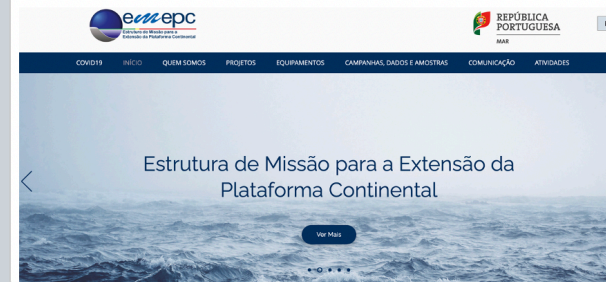 emepc
Estrutura de Missão para a
Extensão da Plataforma Continental
REPÚBLICA
PORTUGUESA
MAR
COVID19 INÍCIO QUEM SOMOS PROJETOS EQUIPAMENTOS CAMPANHAS, DADOS E AMOSTRAS COMUNICAÇÃO ATIVIDADES
Estrutura de Missão para a Extensão da
Plataforma Continental
Ver Mais